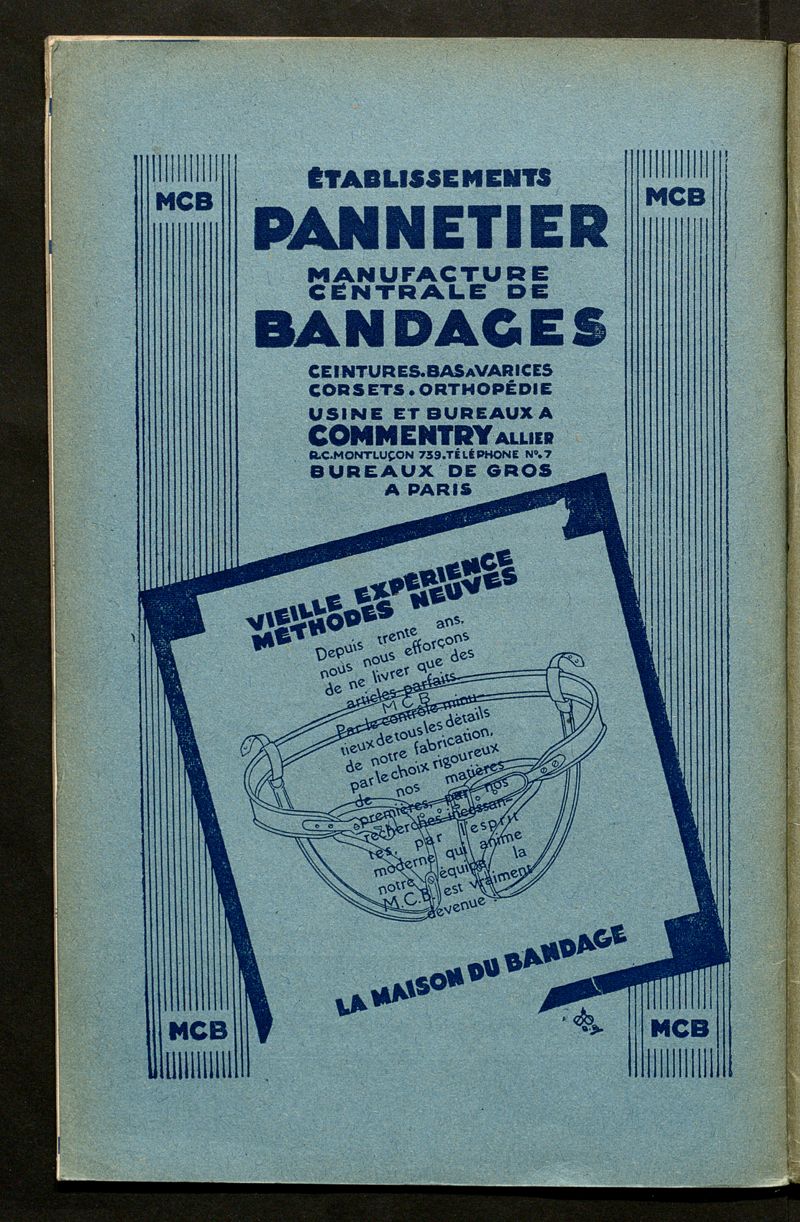 MCB
MCB
ÉTABLISSEMENTS
PANNETIER
MANUFACTURE
CENTRALE DE
BANDAGES
CEINTURES.BAS A VARICES
CORSETS.ORTHOPÉDIE
USINE ET BUREAUX A
COMMENTRY ALLIER
R.C.MONTLUÇON 739.TÉLÉPHONE N°.7
BUREAUX DE GROS
A PARIS
VIEILLE EXPÉRIENCE
MÉTHODES NEUVES
Depuis trente ans,
nous nous efforçons
de ne livrer que des
articles parfaits.
M C B
Par le contrôle minu-
tieux de tous les détails
de notre fabrication,
par le choix rigoureux
de nos matières
premières, par nos
recherches incessan-
tes, par l'esprit
moderne qui anime
notre équipe, la
M.C.B. est vraiment
devenue :
LA MAISON DU BANDAGE
MCB
MCB